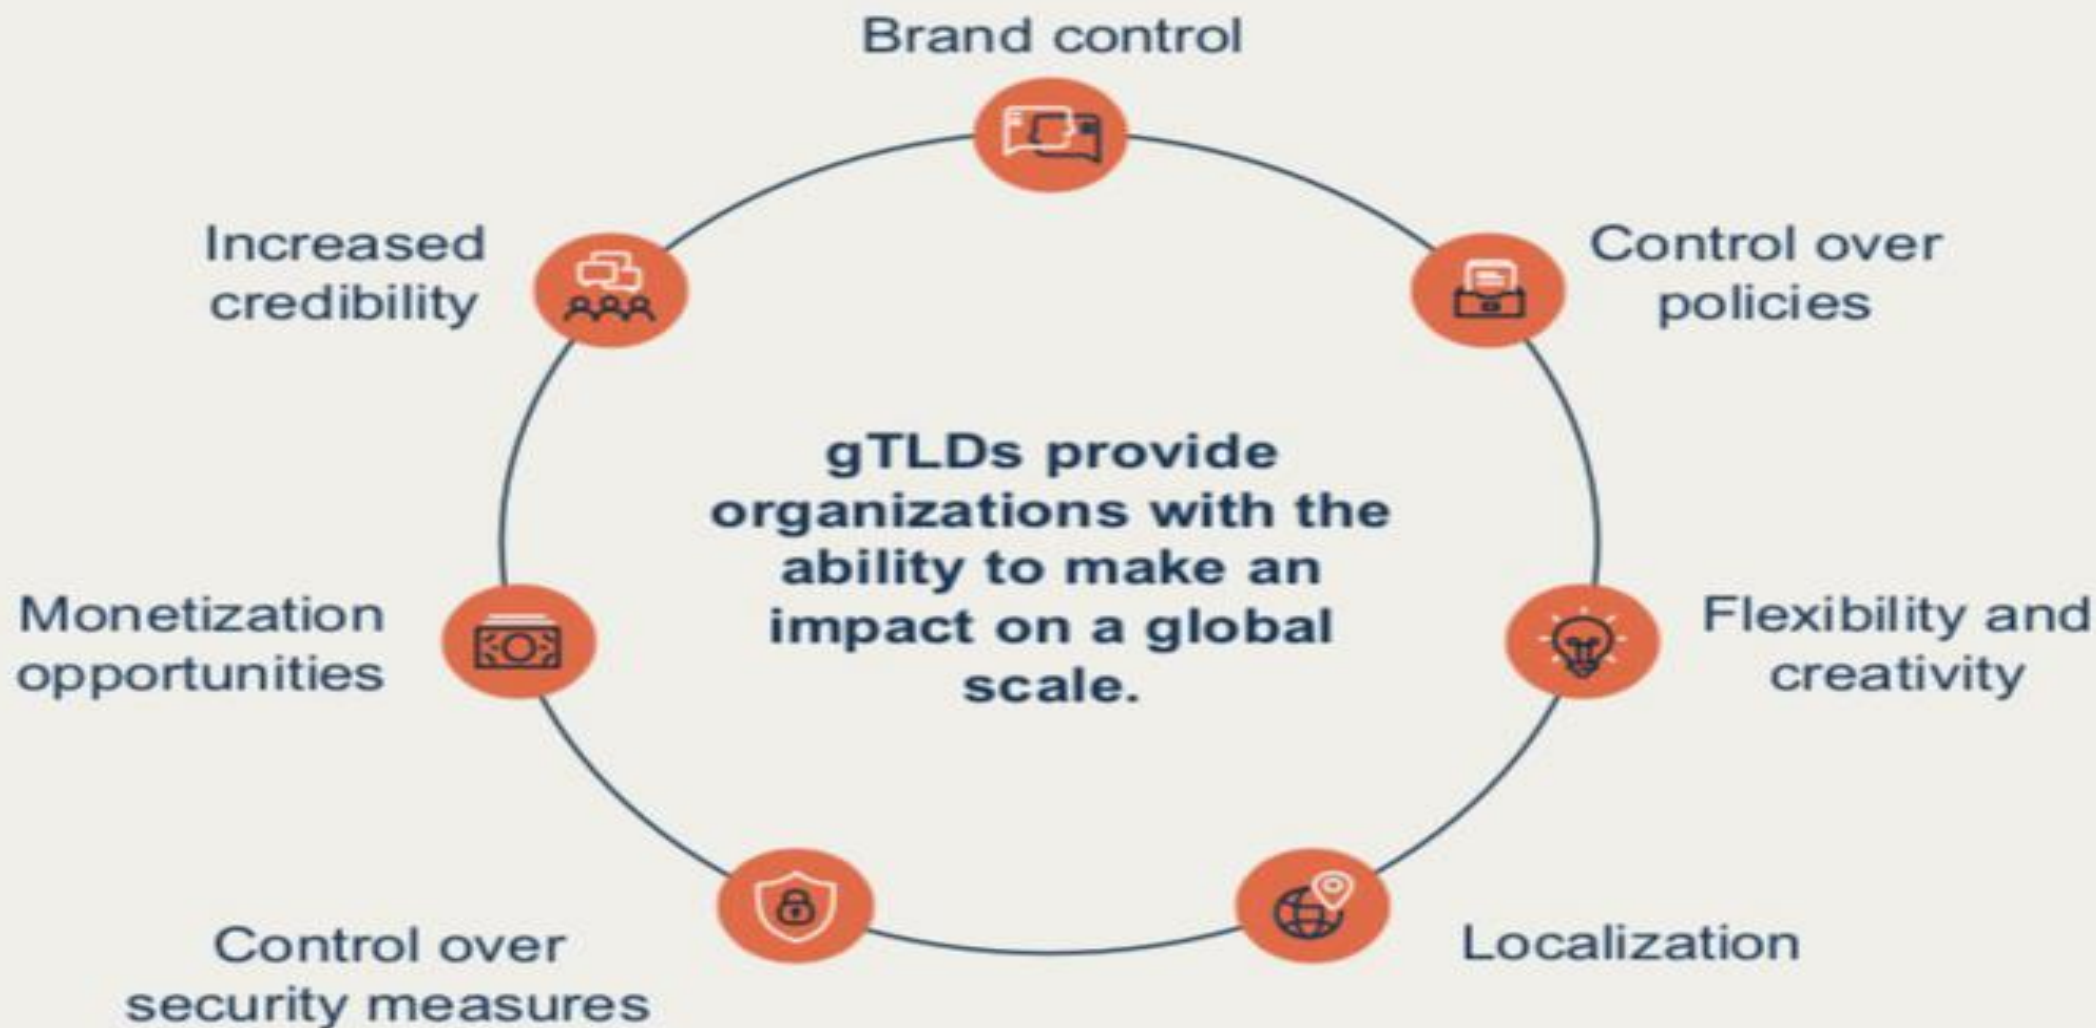 Brand control
Increased
credibility
Control over
policies
gTLDs provide
organizations with the
ability to make an
impact on a global
scale.
Monetization
opportunities
Flexibility and
creativity
Control over
security measures
Localization